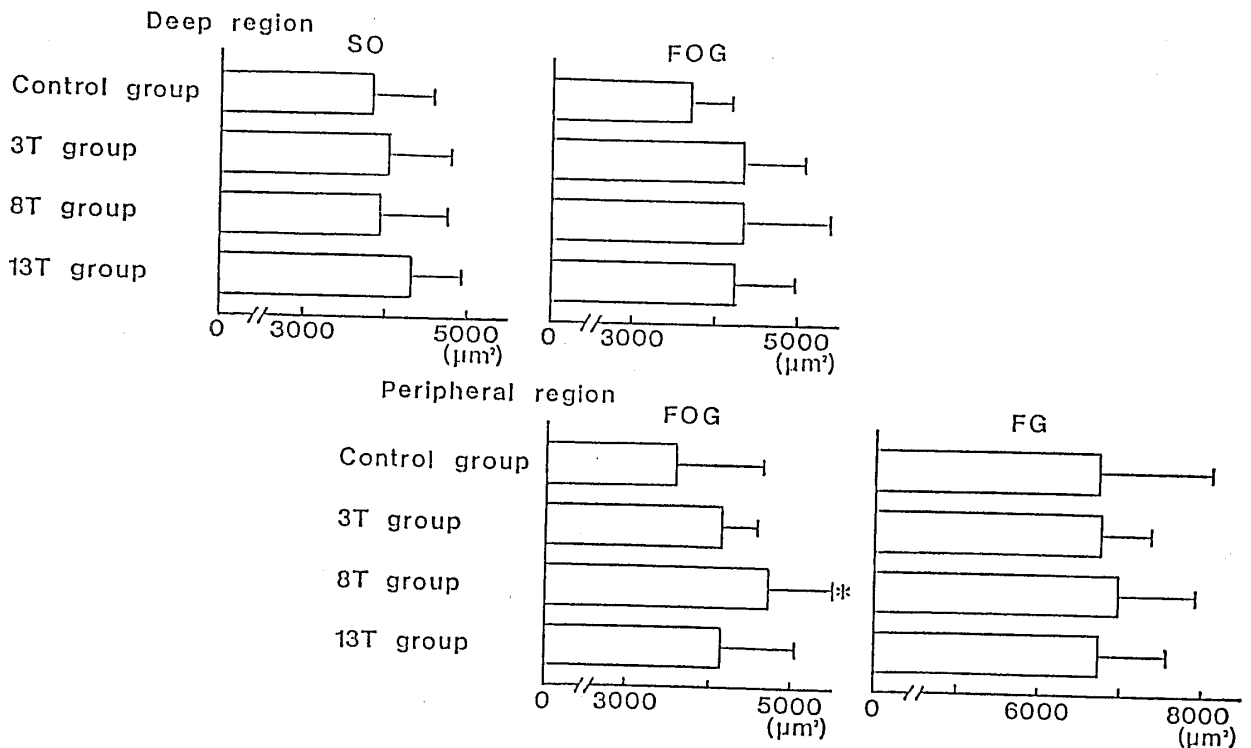 Deep region
SO
FOG
Control group
3T group
8T group
13T group
0 3000 5000
(μm²)
0 3000 5000
(μm²)
Peripheral region
FOG
FG
Control group
3T group
8T group
*
13T group
0 3000 5000
(μm²)
0 6000 8000
(μm²)